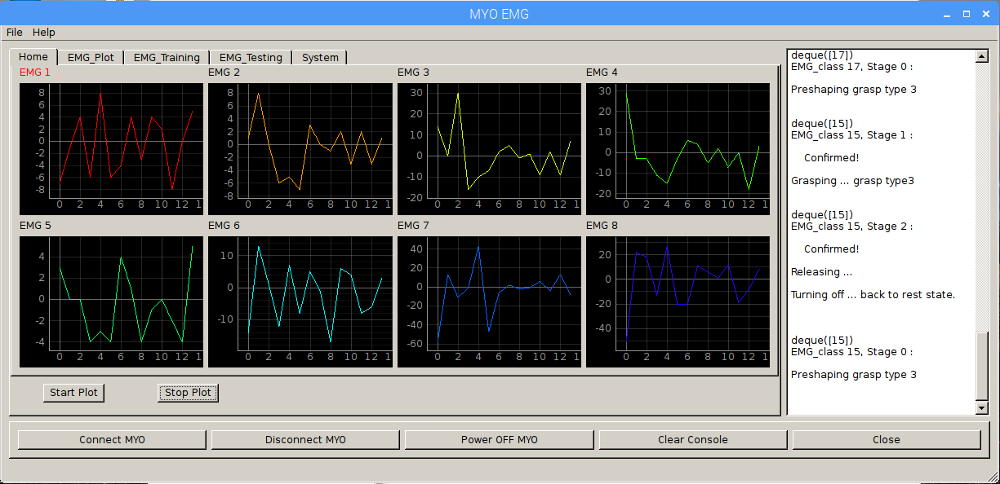 MYO EMG
File Help
Home EMG_Plot EMG_Training EMG_Testing System
EMG 1 EMG 2 EMG 3 EMG 4
8 6 4 2 0 -2 -4 -6 -8
0 2 4 6 8 10 12
8 6 4 2 0 -2 -4 -6 -8
0 2 4 6 8 10 12 1
30 20 10 0 -10 -20
0 2 4 6 8 10 12 1
30 20 10 0 -10 -20
0 2 4 6 8 10 12 1
EMG 5 EMG 6 EMG 7 EMG 8
4 2 0 -2 -4
0 2 4 6 8 10 12
10 0 -10
0 2 4 6 8 10 12 1
40 20 0 -20 -40 -60
0 2 4 6 8 10 12 1
20 0 -20 -40
0 2 4 6 8 10 12 1
Start Plot Stop Plot
deque([17])
EMG_class 17, Stage 0 :
Preshaping grasp type 3
deque([15])
EMG_class 15, Stage 1 :
Confirmed!
Grasping ... grasp type3
deque([15])
EMG_class 15, Stage 2 :
Confirmed!
Releasing ...
Turning off ... back to rest state.
deque([15])
EMG_class 15, Stage 0 :
Preshaping grasp type 3
Connect MYO Disconnect MYO Power OFF MYO Clear Console Close